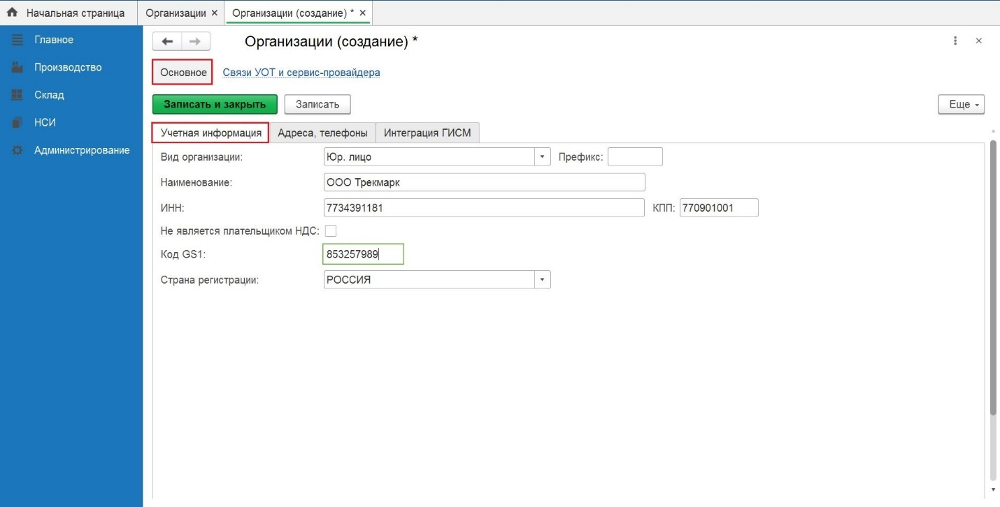 Начальная страница
Организации ×
Организации (создание) * ×
Главное
Производство
Склад
НСИ
Администрирование
Организации (создание) *
Основное
Связи УОТ и сервис-провайдера
Записать и закрыть
Записать
Еще
Учетная информация
Адреса, телефоны
Интеграция ГИСМ
Вид организации: Юр. лицо Префикс:
Наименование: ООО Трекмарк
ИНН: 7734391181 КПП: 770901001
Не является плательщиком НДС:
Код GS1: 853257989
Страна регистрации: РОССИЯ